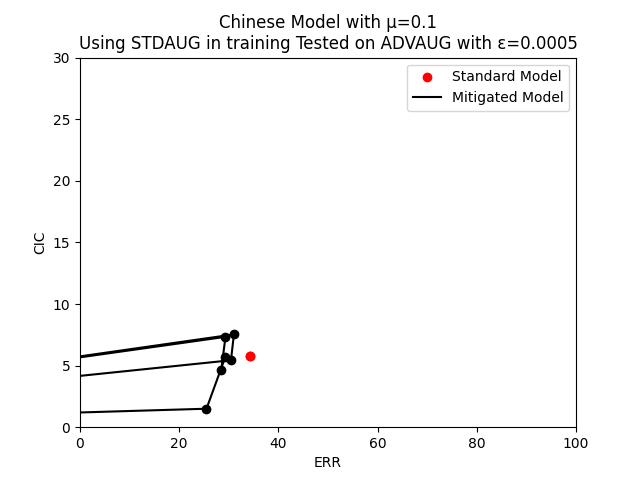 Chinese Model with μ=0.1
Using STDAUG in training Tested on ADVAUG with ε=0.0005
30
25
20
15
10
5
0
CIC
Standard Model
Mitigated Model
0 20 40 60 80 100
ERR